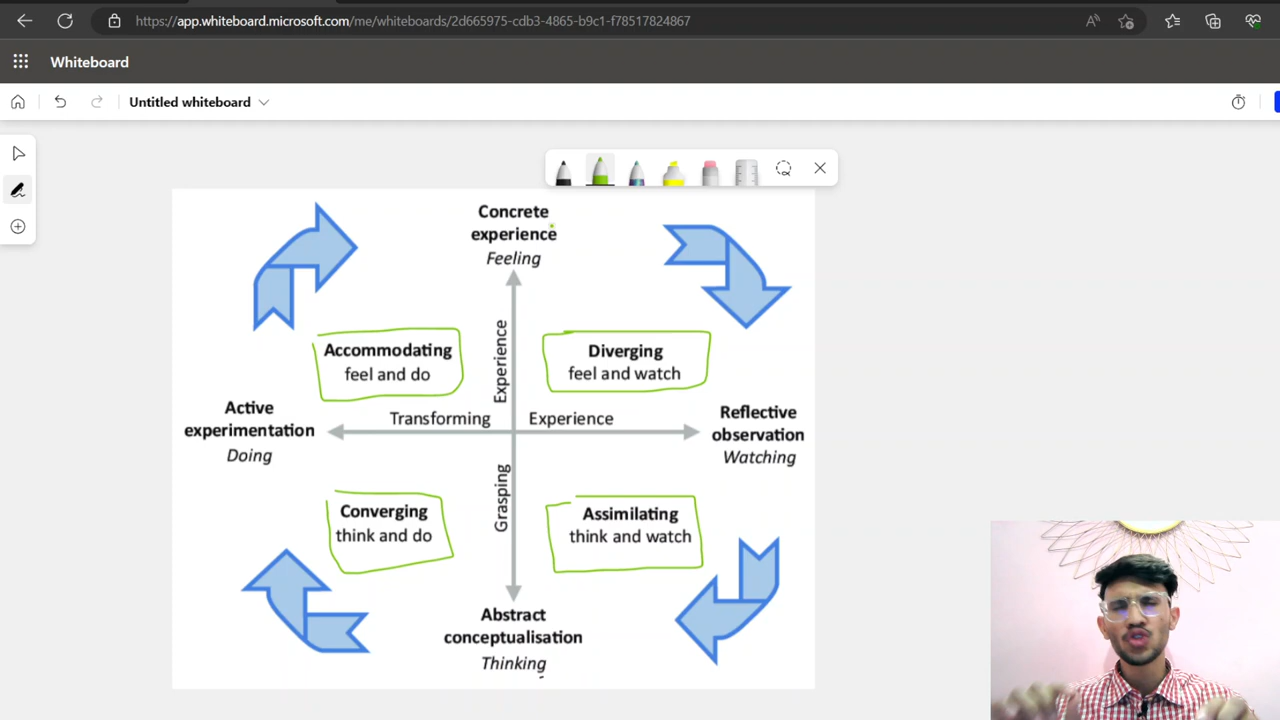 https://app.whiteboard.microsoft.com/me/whiteboards/2d665975-cdb3-4865-b9c1-f78517824867
Whiteboard
Untitled whiteboard
Concrete
experience
Feeling
Accommodating
feel and do
Experience
Diverging
feel and watch
Active
experimentation
Doing
Transforming
Experience
Reflective
observation
Watching
Grasping
Converging
think and do
Assimilating
think and watch
Abstract
conceptualisation
Thinking